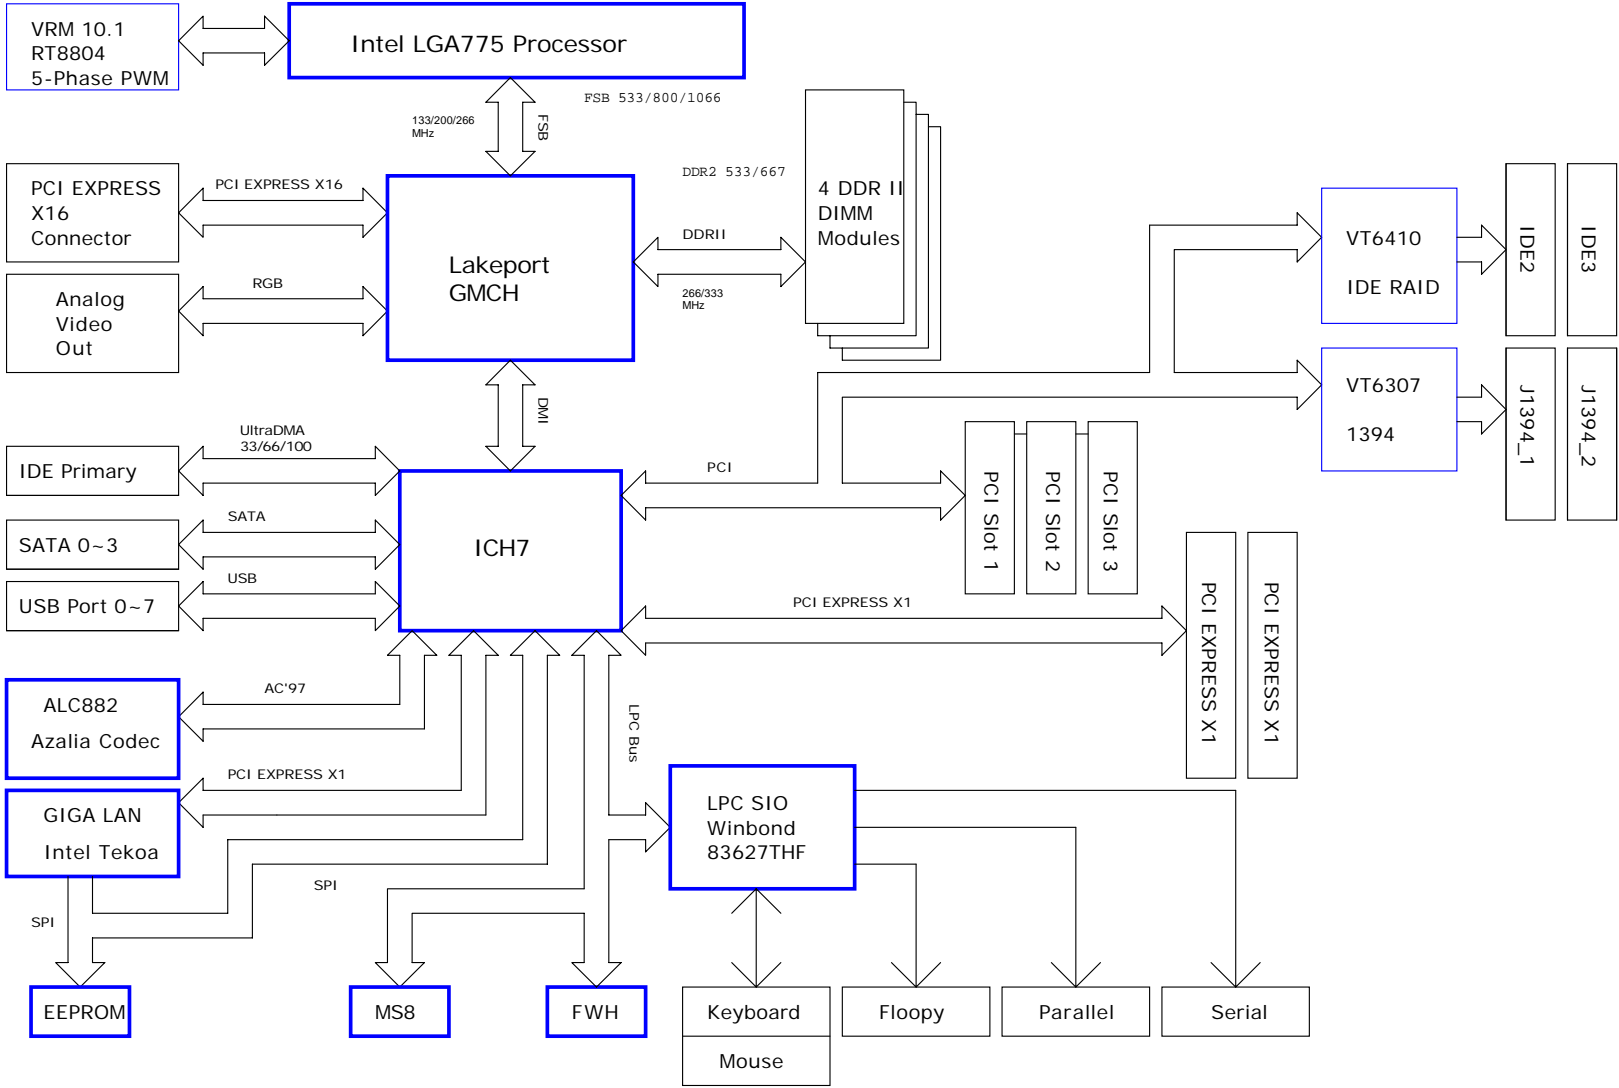 VRM 10.1
RT8804
5-Phase PWM
Intel LGA775 Processor
FSB 533/800/1066
133/200/266
MHz
FSB
PCI EXPRESS
X16
Connector
PCI EXPRESS X16
Analog
Video
Out
RGB
Lakeport
GMCH
DDR2 533/667
DDRII
266/333
MHz
4 DDR II
DIMM
Modules
VT6410
IDE RAID
IDE2
IDE3
VT6307
1394
J1394_1
J1394_2
DMI
UltraDMA
33/66/100
IDE Primary
SATA
SATA 0~3
USB
USB Port 0~7
ICH7
PCI
PCI Slot 1
PCI Slot 2
PCI Slot 3
PCI EXPRESS X1
PCI EXPRESS X1
PCI EXPRESS X1
ALC882
Azalia Codec
AC'97
PCI EXPRESS X1
GIGA LAN
Intel Tekoa
LPC Bus
LPC SIO
Winbond
83627THF
SPI
SPI
EEPROM
MS8
FWH
Keyboard
Mouse
Floopy
Parallel
Serial